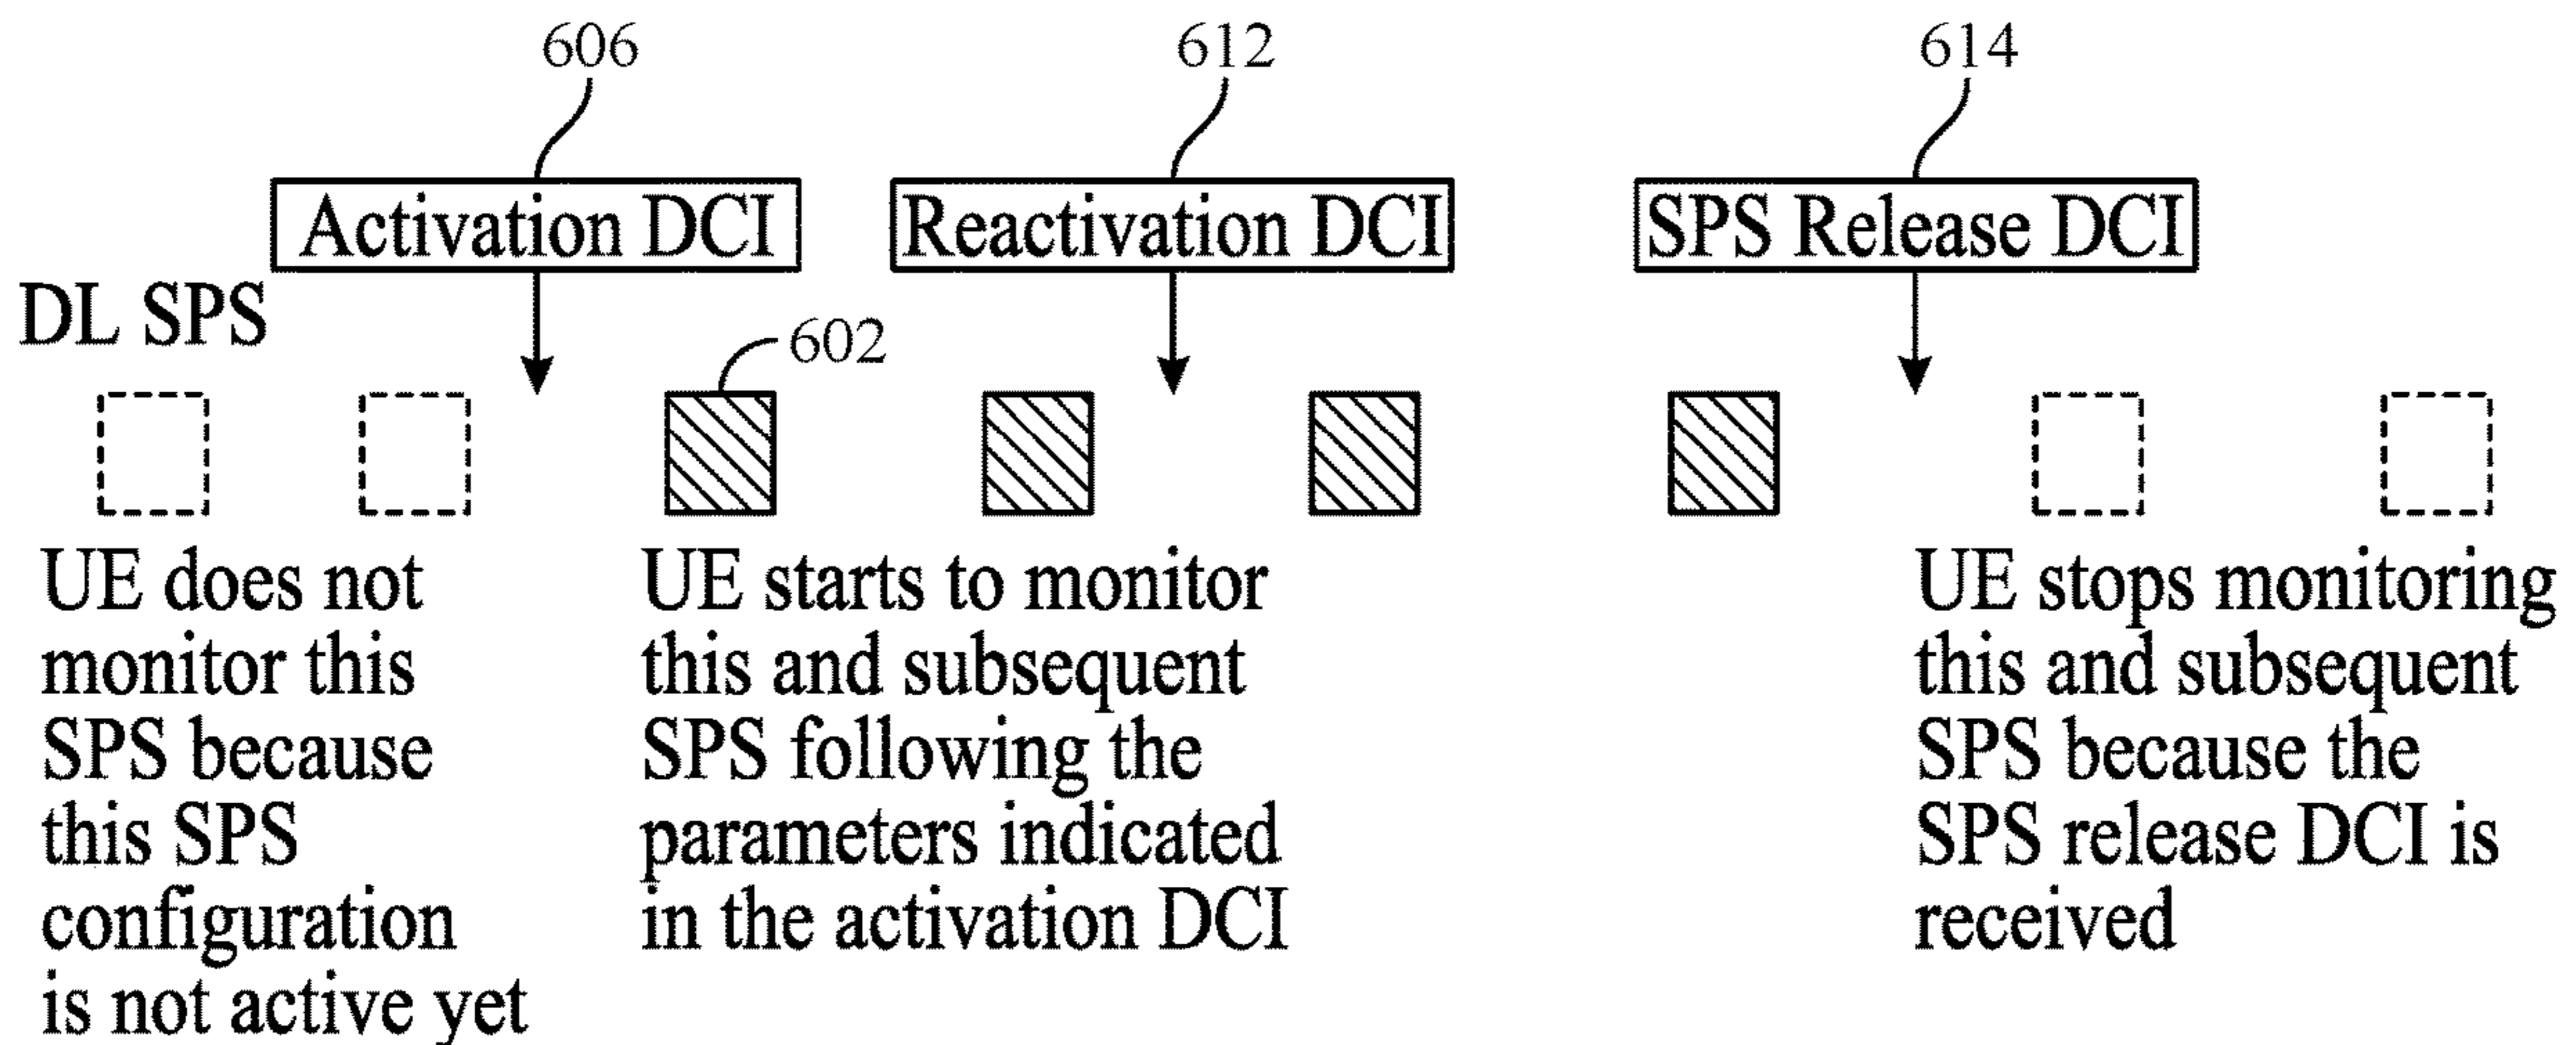 606
612
614
Activation DCI
Reactivation DCI
SPS Release DCI
DL SPS
602
UE does not
monitor this
SPS because
this SPS
configuration
is not active yet
UE starts to monitor
this and subsequent
SPS following the
parameters indicated
in the activation DCI
UE stops monitoring
this and subsequent
SPS because the
SPS release DCI is
received